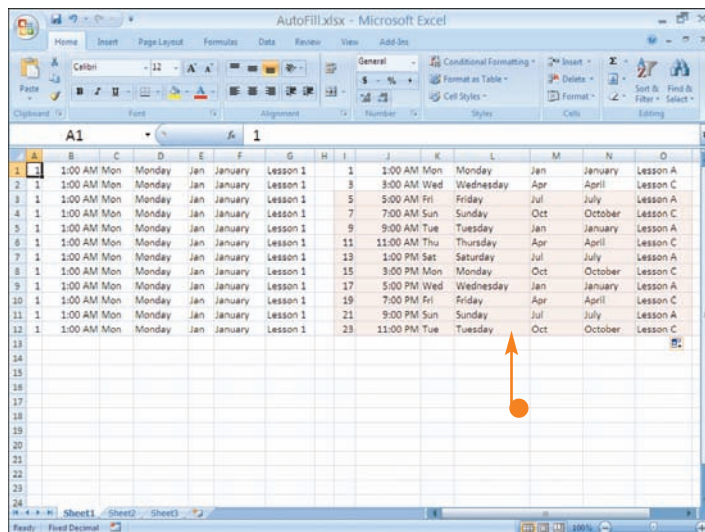 AutoFill.xlsx - Microsoft Excel
Home Insert Page Layout Formulas Data Review View Add-Ins
Calibri 12 A A General Conditional Formatting Insert Σ
Paste B I U A $ % , Format as Table Delete Sort & Find &
Cell Styles Format Filter Select
Clipboard Font Alignment Number Styles Cells Editing
A1 fx 1
A B C D E F G H I J K L M N O
1 1 1:00 AM Mon Monday Jan January Lesson 1 1 1:00 AM Mon Monday Jan January Lesson A
2 1 1:00 AM Mon Monday Jan January Lesson 1 3 3:00 AM Wed Wednesday Apr April Lesson C
3 1 1:00 AM Mon Monday Jan January Lesson 1 5 5:00 AM Fri Friday Jul July Lesson A
4 1 1:00 AM Mon Monday Jan January Lesson 1 7 7:00 AM Sun Sunday Oct October Lesson C
5 1 1:00 AM Mon Monday Jan January Lesson 1 9 9:00 AM Tue Tuesday Jan January Lesson A
6 1 1:00 AM Mon Monday Jan January Lesson 1 11 11:00 AM Thu Thursday Apr April Lesson C
7 1 1:00 AM Mon Monday Jan January Lesson 1 13 1:00 PM Sat Saturday Jul July Lesson A
8 1 1:00 AM Mon Monday Jan January Lesson 1 15 3:00 PM Mon Monday Oct October Lesson C
9 1 1:00 AM Mon Monday Jan January Lesson 1 17 5:00 PM Wed Wednesday Jan January Lesson A
10 1 1:00 AM Mon Monday Jan January Lesson 1 19 7:00 PM Fri Friday Apr April Lesson C
11 1 1:00 AM Mon Monday Jan January Lesson 1 21 9:00 PM Sun Sunday Jul July Lesson A
12 1 1:00 AM Mon Monday Jan January Lesson 1 23 11:00 PM Tue Tuesday Oct October Lesson C
13
14
15
16
17
18
19
20
21
22
23
24
Sheet1 Sheet2 Sheet3
Ready Fixed Decimal 100%